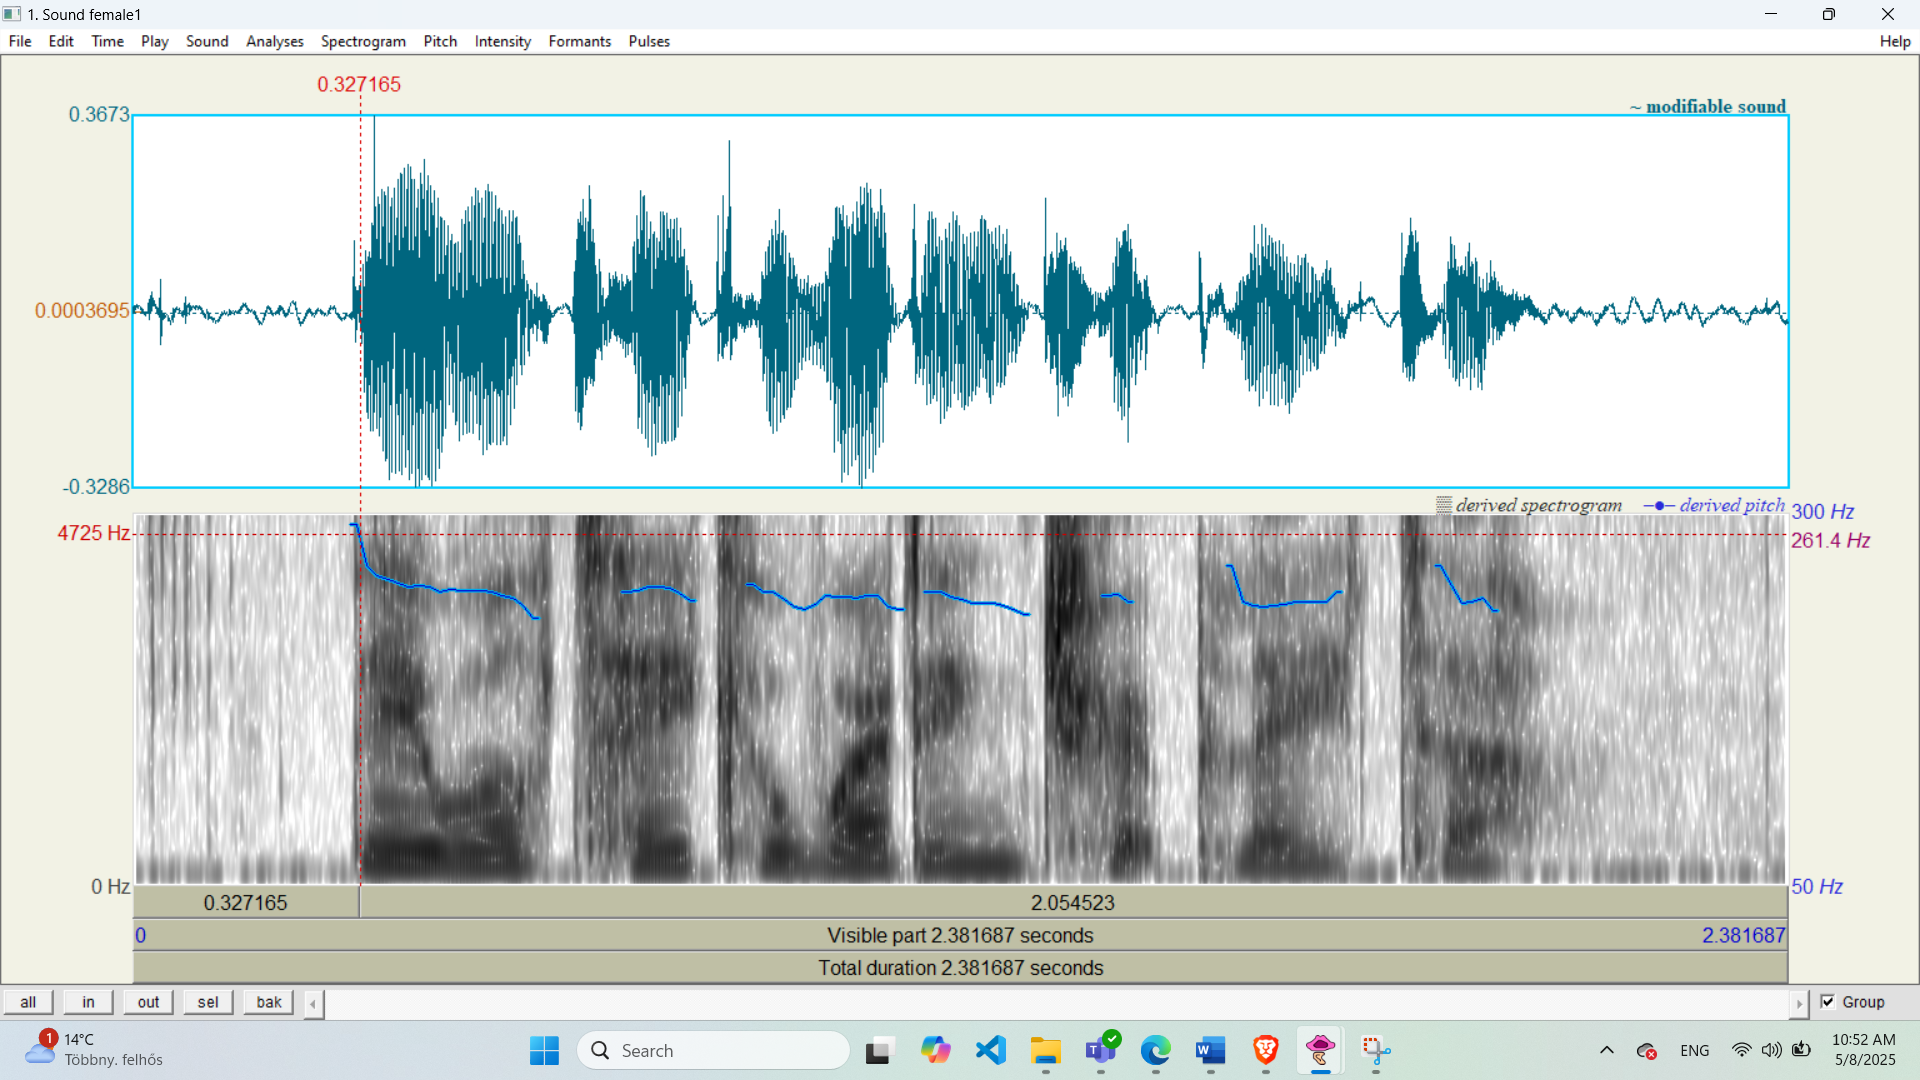 1. Sound female1
File Edit Time Play Sound Analyses Spectrogram Pitch Intensity Formants Pulses Help
0.327165
0.3673
~ modifiable sound
0.0003695
-0.3286
derived spectrogram derived pitch 300 Hz
4725 Hz 261.4 Hz
0 Hz 50 Hz
0.327165 2.054523
0 Visible part 2.381687 seconds 2.381687
Total duration 2.381687 seconds
all in out sel bak Group
1 14°C
Többny. felhős
Search
ENG
10:52 AM
5/8/2025